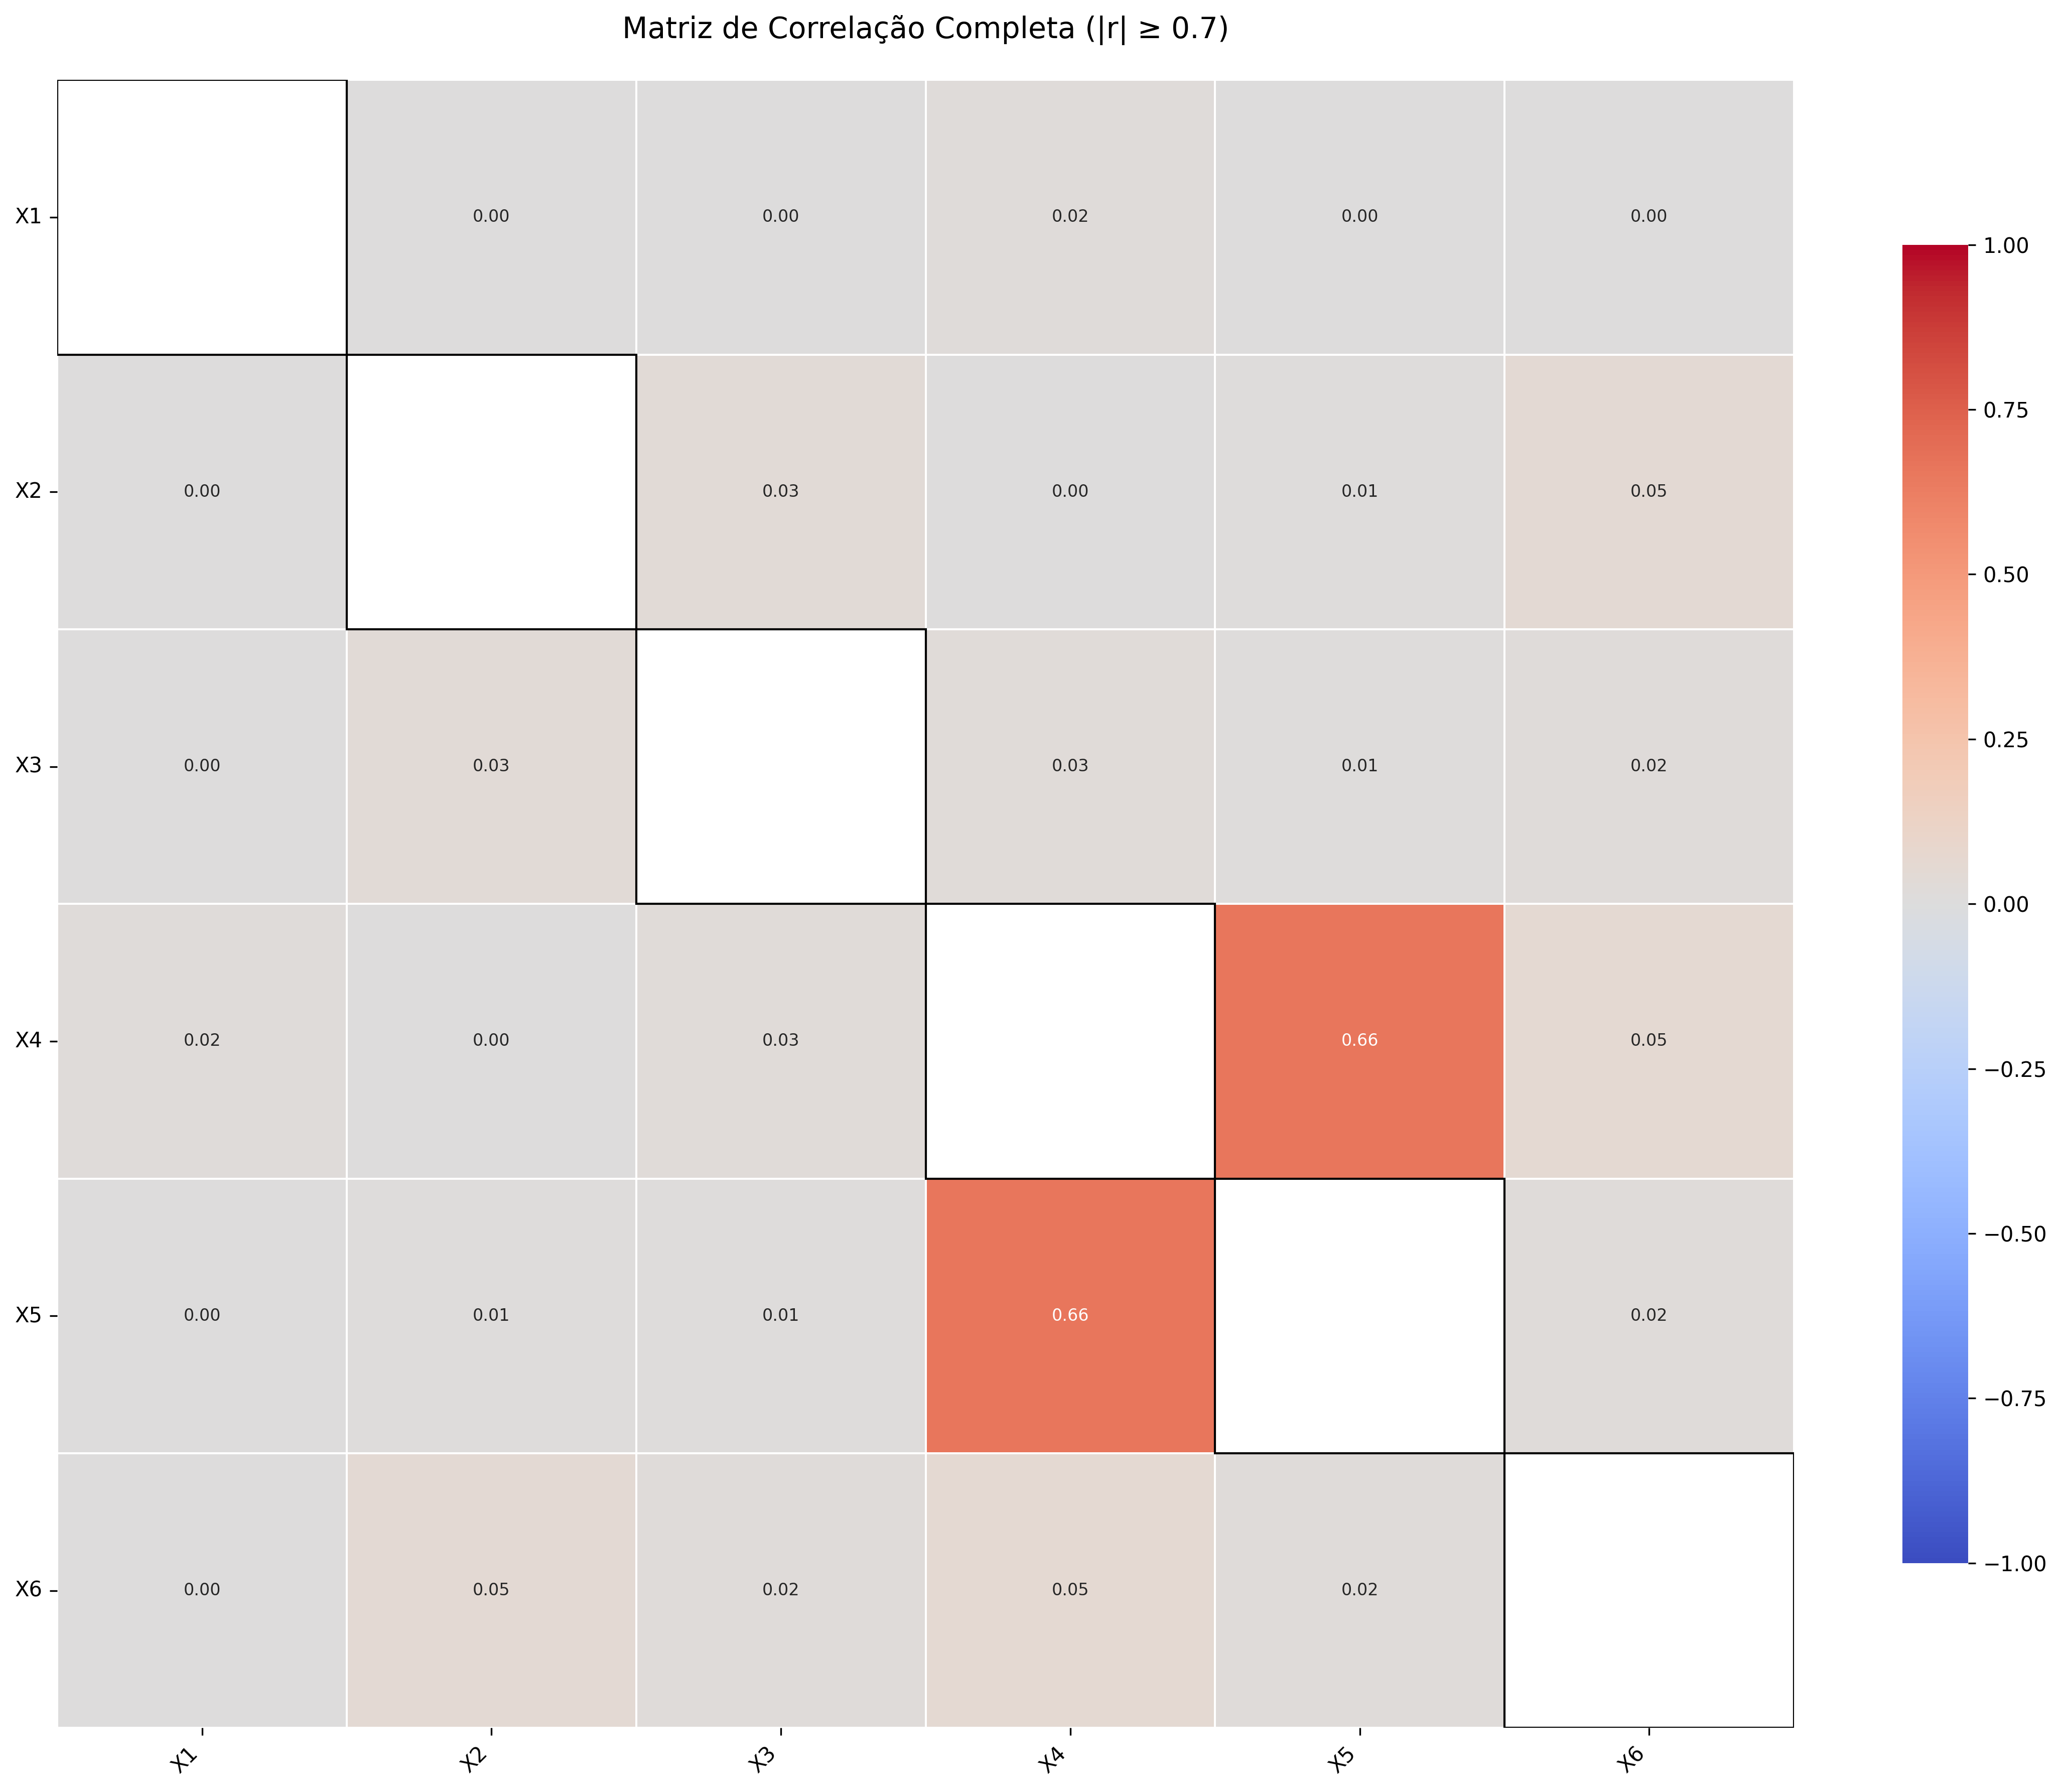 Matriz de Correlação Completa (|r| ≥ 0.7)
X1 0.00 0.00 0.02 0.00 0.00
X2 0.00 0.03 0.00 0.01 0.05
X3 0.00 0.03 0.03 0.01 0.02
X4 0.02 0.00 0.03 0.66 0.05
X5 0.00 0.01 0.01 0.66 0.02
X6 0.00 0.05 0.02 0.05 0.02
X1 X2 X3 X4 X5 X6
1.00
0.75
0.50
0.25
0.00
−0.25
−0.50
−0.75
−1.00